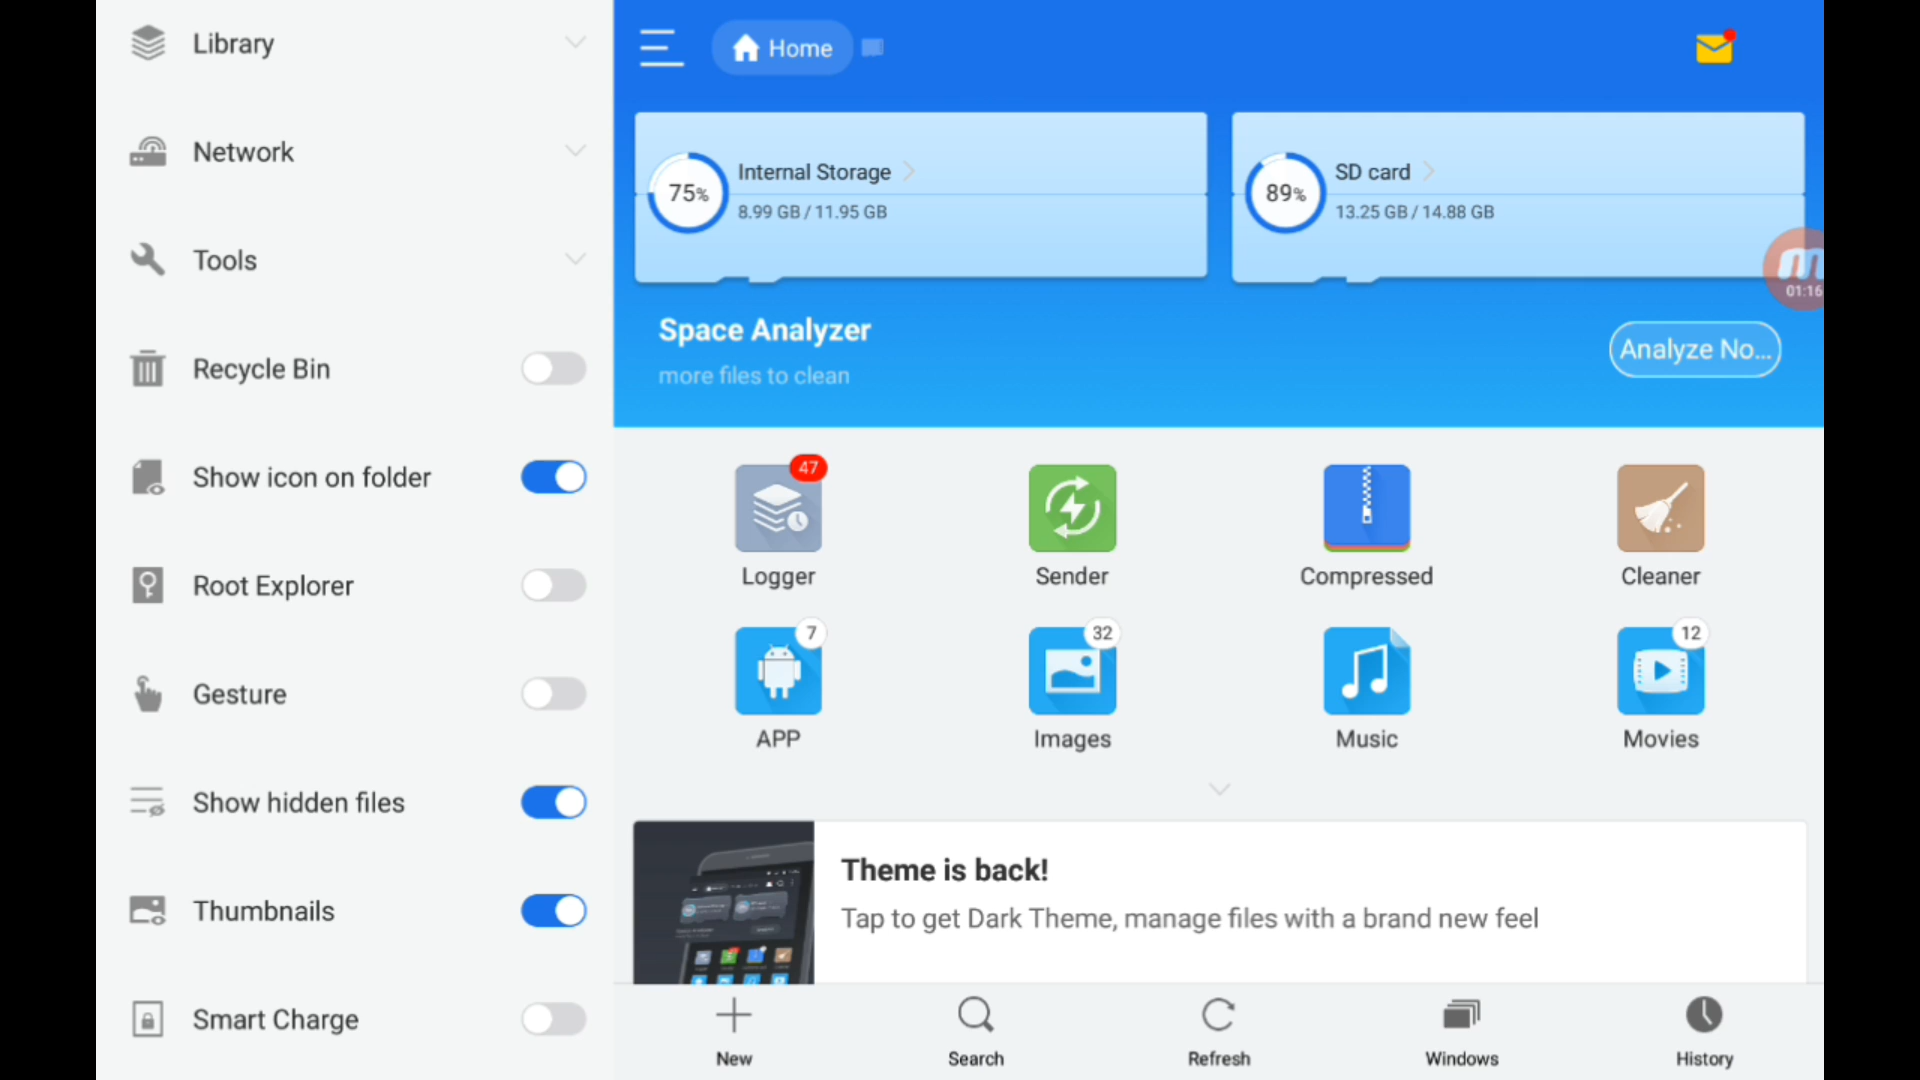 Library
Network
Tools
Recycle Bin
Show icon on folder
Root Explorer
Gesture
Show hidden files
Thumbnails
Smart Charge
Home
75%
Internal Storage
8.99 GB / 11.95 GB
89%
SD card
13.25 GB / 14.88 GB
01:16
Space Analyzer
more files to clean
Analyze No...
47
Logger
Sender
Compressed
Cleaner
7
APP
32
Images
Music
12
Movies
Theme is back!
Tap to get Dark Theme, manage files with a brand new feel
New
Search
Refresh
Windows
History